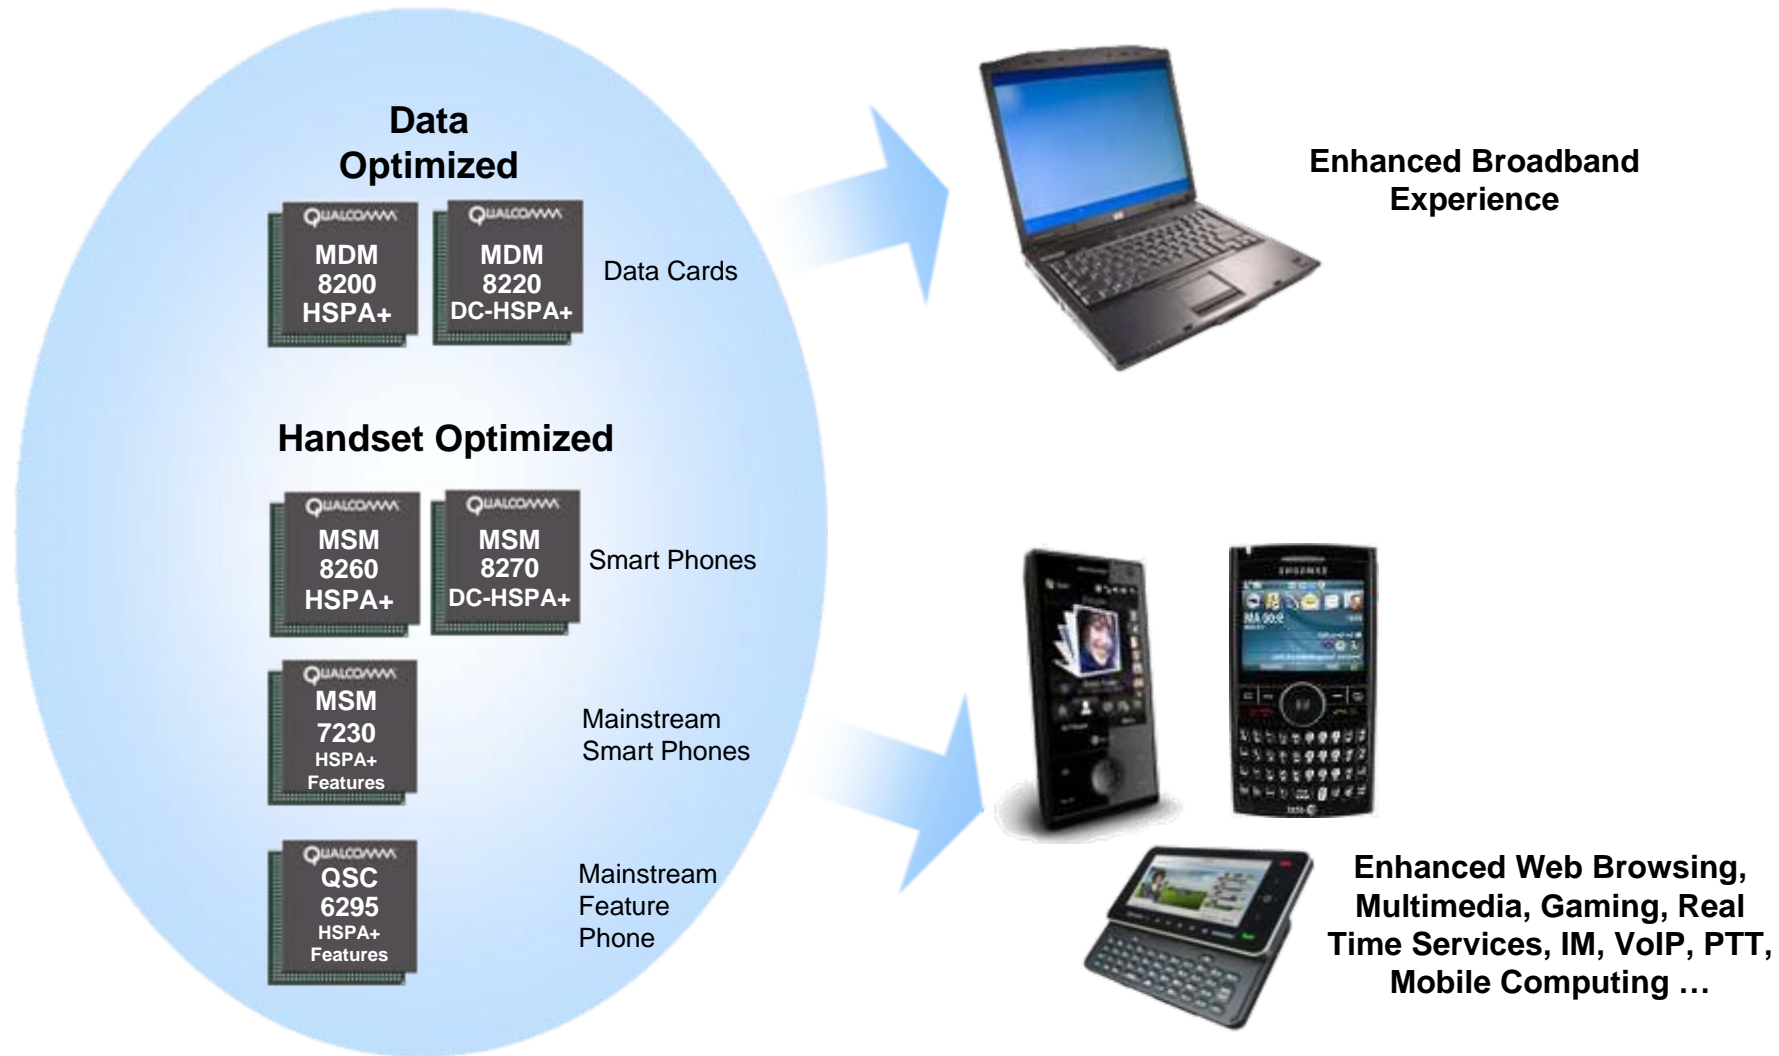 Data
Optimized
QUALCOMM
MDM
8200
HSPA+
QUALCOMM
MDM
8220
DC-HSPA+
Data Cards
Enhanced Broadband
Experience
Handset Optimized
QUALCOMM
MSM
8260
HSPA+
QUALCOMM
MSM
8270
DC-HSPA+
Smart Phones
QUALCOMM
MSM
7230
HSPA+
Features
Mainstream
Smart Phones
QUALCOMM
QSC
6295
HSPA+
Features
Mainstream
Feature
Phone
SAMSUNG
Enhanced Web Browsing,
Multimedia, Gaming, Real
Time Services, IM, VoIP, PTT,
Mobile Computing …